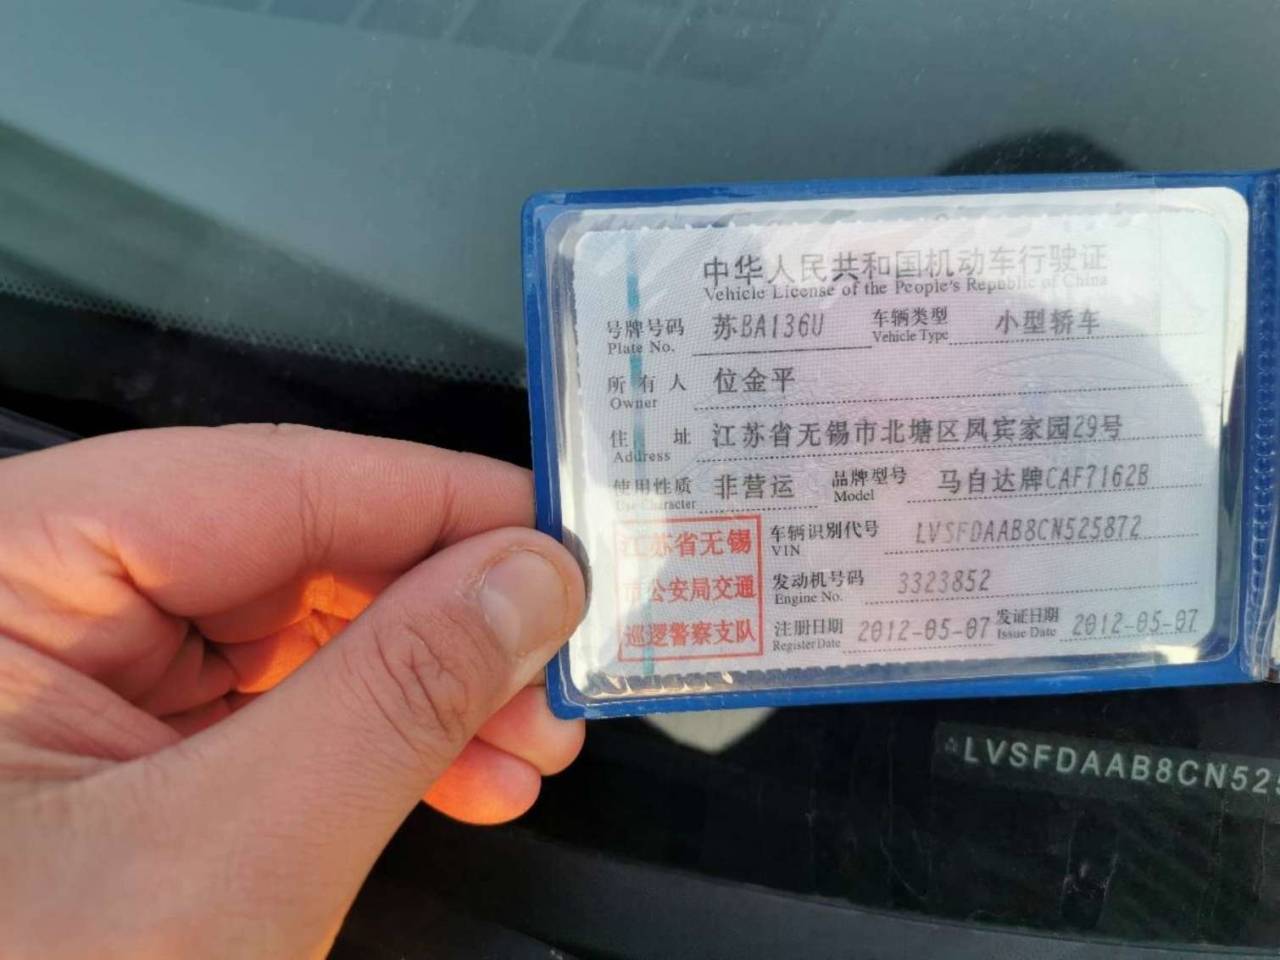 中华人民共和国机动车行驶证
Vehicle License of the People's Republic of China
号牌号码 苏BA136U 车辆类型 小型轿车
Plate No. Vehicle Type
所有人 位金平
Owner
住址 江苏省无锡市北塘区凤宾家园29号
Address
使用性质 非营运 品牌型号 马自达牌CAF7162B
Use Character Model
江苏省无锡
市公安局交通
巡逻警察支队
车辆识别代号 LVSFDAAB8CN525872
VIN
发动机号码 3323852
Engine No.
注册日期 2012-05-07 发证日期 2012-05-07
Register Date Issue Date
LVSFDAAB8CN525